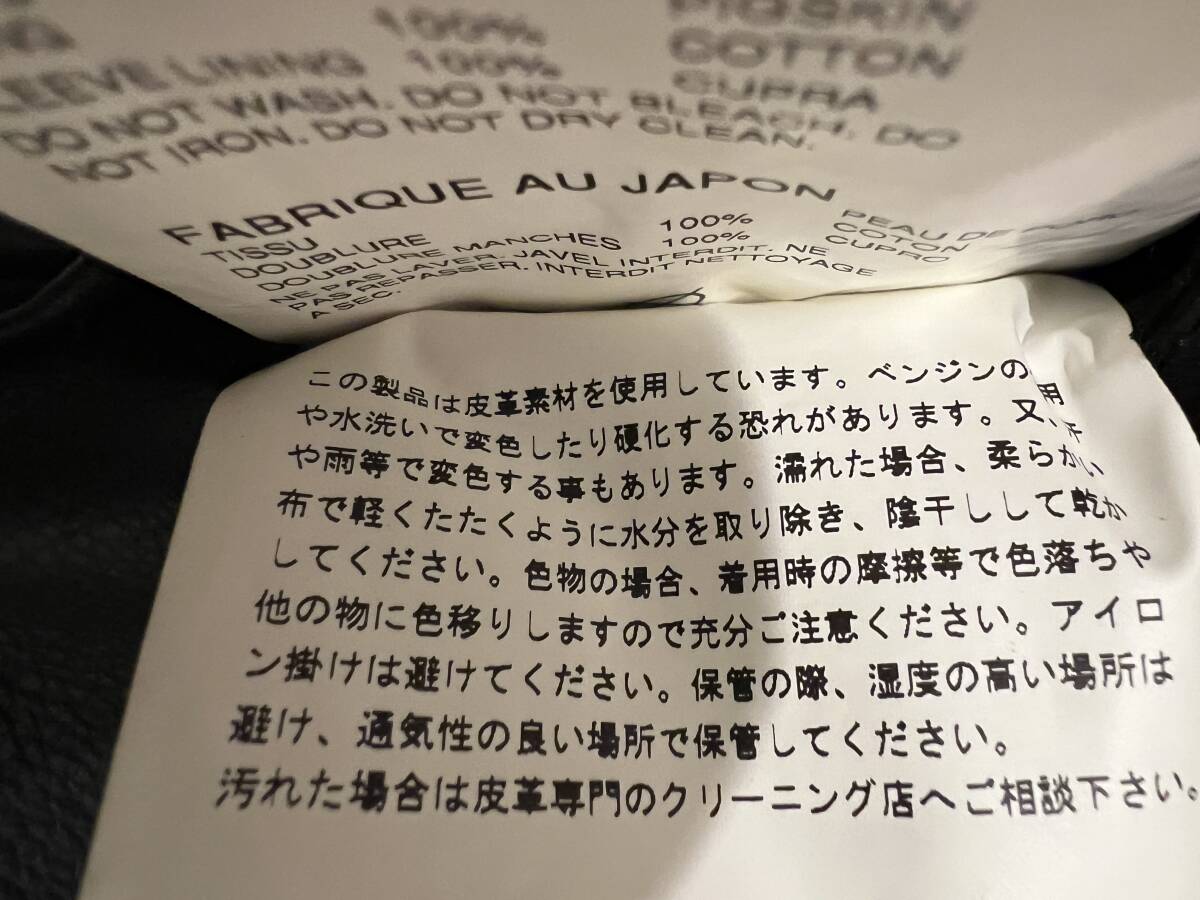 100% PIGSKIN
LEEVE LINING 100% COTTON
CUPRA
DO NOT WASH. DO NOT BLEACH. DO
NOT IRON. DO NOT DRY CLEAN.
FABRIQUE AU JAPON
TISSU PEAU DE
DOUBLURE 100% COTON
DOUBLURE MANCHES 100% CUPRO
NE PAS LAVER. JAVEL INTERDIT. NE
PAS REPASSER. INTERDIT NETTOYAGE
A SEC.
この製品は皮革素材を使用しています。ベンジンの用
や水洗いで変色したり硬化する恐れがあります。又、汗
や雨等で変色する事もあります。濡れた場合、柔らかい
布で軽くたたくように水分を取り除き、陰干しして乾か
してください。色物の場合、着用時の摩擦等で色落ちや
他の物に色移りしますので充分ご注意ください。アイロ
ン掛けは避けてください。保管の際、湿度の高い場所は
避け、通気性の良い場所で保管してください。
汚れた場合は皮革専門のクリーニング店へご相談下さい。